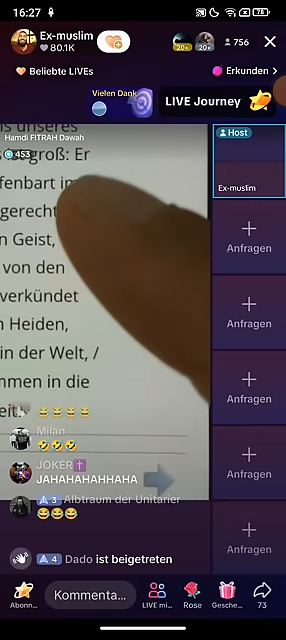 16:27
78
Ex-muslim
80.1K
20+
20+
756
Beliebte LIVEs
Erkunden >
Vielen Dank
LIVE Journey
Hamdi FITRAH Dawah
453
unseres
groß: Er
fenbart
gerecht
n Geist,
von den
verkündet
n Heiden,
in der Welt, /
mmen in die
eit
Host
Ex-muslim
Anfragen
Anfragen
Anfragen
Anfragen
Anfragen
Milan
JOKER
JAHAHAHAHHAHA
3 Albtraum der Unitarier
4 Dado ist beigetreten
Abonn...
Kommenta...
LIVE mi...
Rose
Gesche...
73